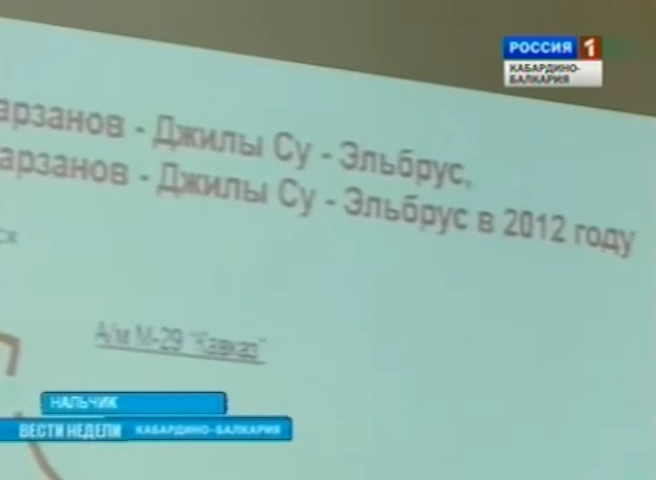 РОССИЯ 1
КАБАРДИНО-
БАЛКАРИЯ
арзанов - Джилы Су - Эльбрус,
арзанов - Джилы Су - Эльбрус в 2012 году
ск
А/м М-29 "Кавказ"
НАЛЬЧИК
ВЕСТИ НЕДЕЛИ КАБАРДИНО-БАЛКАРИЯ